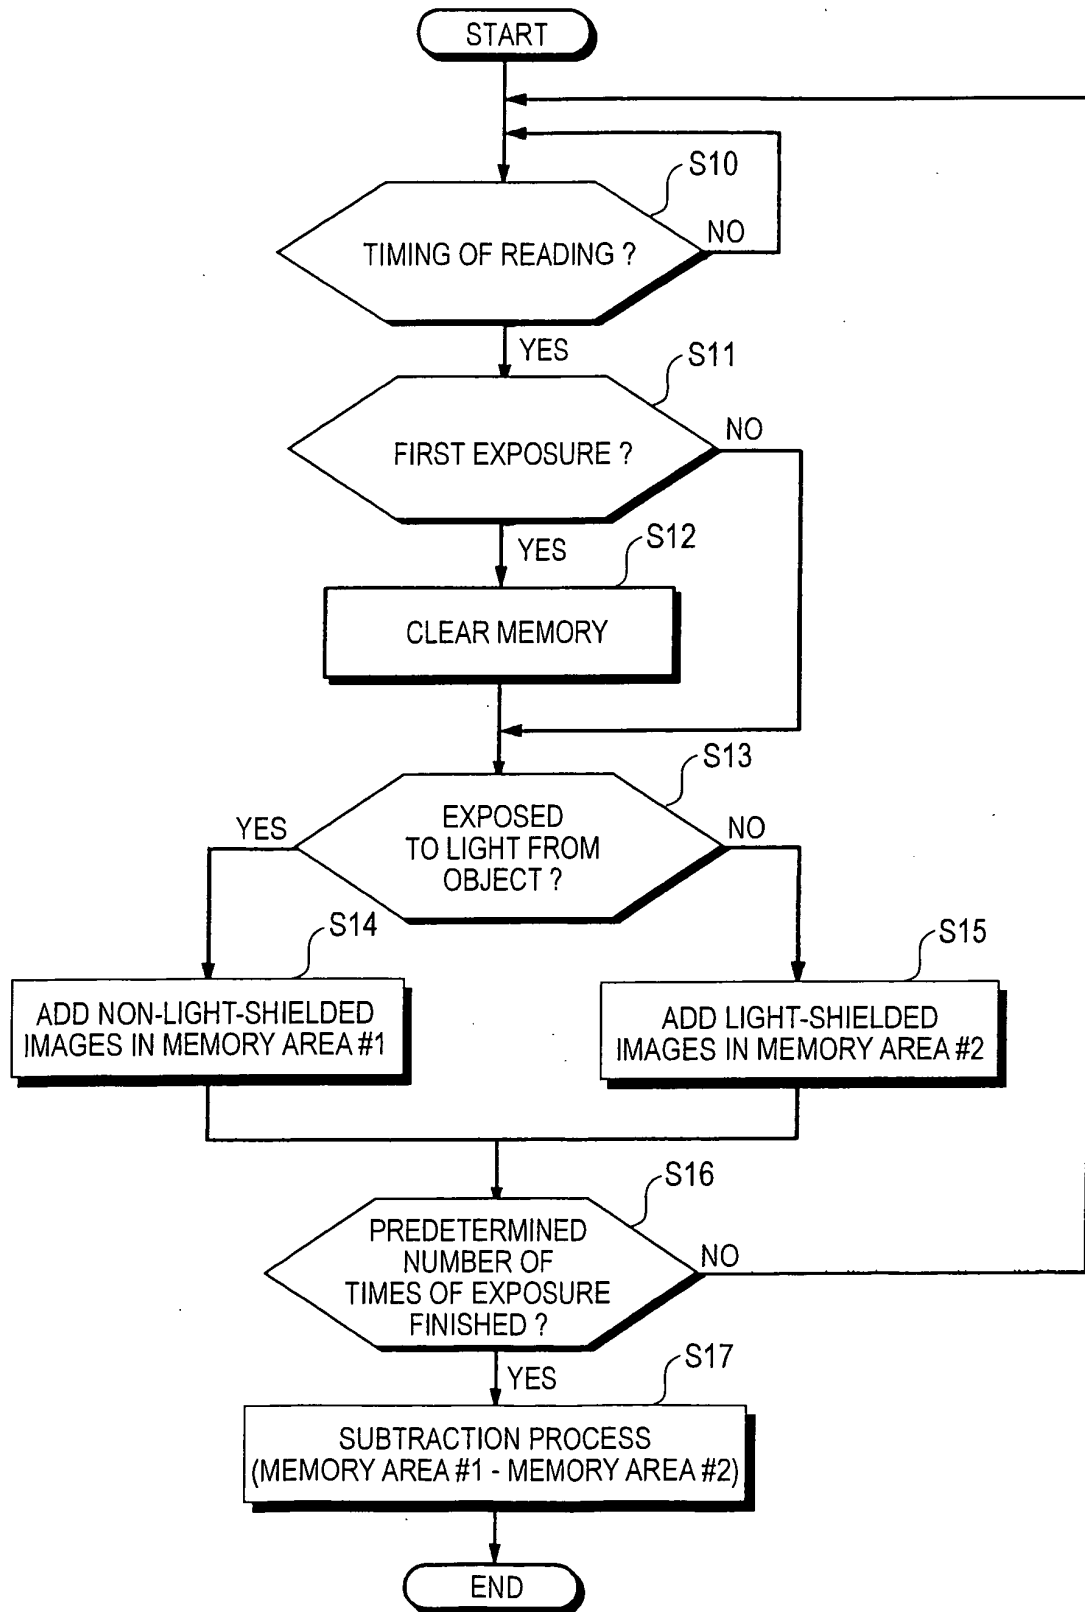 START
S10
TIMING OF READING ?
NO
YES
S11
FIRST EXPOSURE ?
NO
YES
S12
CLEAR MEMORY
S13
EXPOSED
TO LIGHT FROM
OBJECT ?
YES
NO
S14
ADD NON-LIGHT-SHIELDED
IMAGES IN MEMORY AREA #1
S15
ADD LIGHT-SHIELDED
IMAGES IN MEMORY AREA #2
S16
PREDETERMINED
NUMBER OF
TIMES OF EXPOSURE
FINISHED ?
NO
YES
S17
SUBTRACTION PROCESS
(MEMORY AREA #1 - MEMORY AREA #2)
END